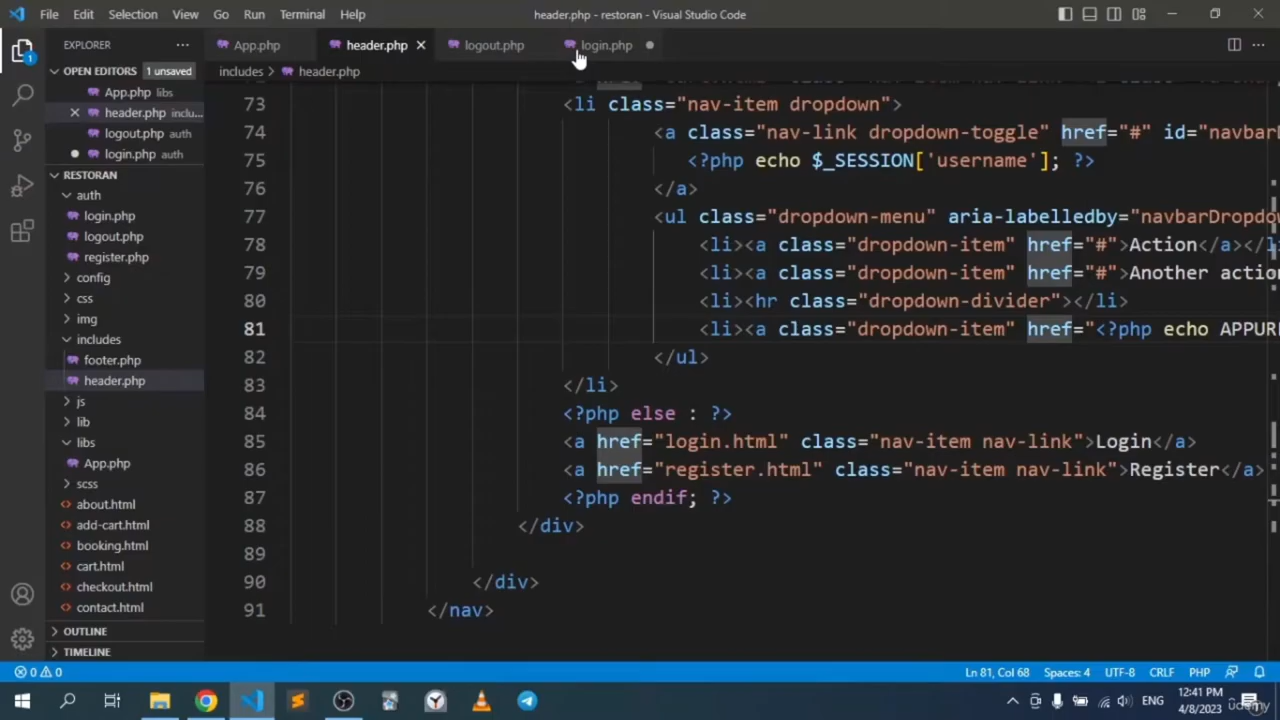 File Edit Selection View Go Run Terminal Help header.php - restoran - Visual Studio Code
EXPLORER App.php header.php logout.php login.php
OPEN EDITORS 1 unsaved includes > header.php
App.php libs
header.php inclu...
logout.php auth
login.php auth
RESTORAN
auth
login.php
logout.php
register.php
config
css
img
includes
footer.php
header.php
js
lib
libs
App.php
scss
about.html
add-cart.html
booking.html
cart.html
checkout.html
contact.html
OUTLINE
TIMELINE
73 <li class="nav-item dropdown">
74 <a class="nav-link dropdown-toggle" href="#" id="navbar
75 <?php echo $_SESSION['username']; ?>
76 </a>
77 <ul class="dropdown-menu" aria-labelledby="navbarDropdo
78 <li><a class="dropdown-item" href="#">Action</a></l
79 <li><a class="dropdown-item" href="#">Another actio
80 <li><hr class="dropdown-divider"></li>
81 <li><a class="dropdown-item" href="<?php echo APPUR
82 </ul>
83 </li>
84 <?php else : ?>
85 <a href="login.html" class="nav-item nav-link">Login</a>
86 <a href="register.html" class="nav-item nav-link">Register</a>
87 <?php endif; ?>
88 </div>
89
90 </div>
91 </nav>
0 0 Ln 81, Col 68 Spaces: 4 UTF-8 CRLF PHP
ENG 12:41 PM
4/8/2023
udemy